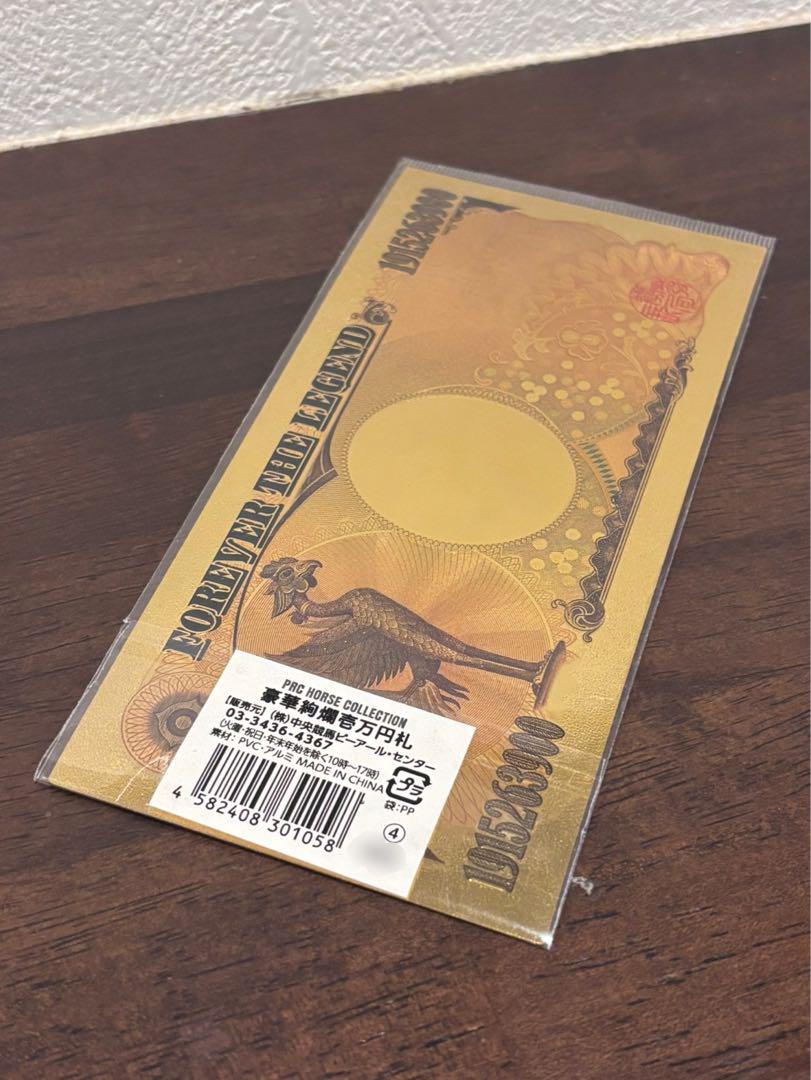 1915263900
FOREVER THE LEGEND
PRC HORSE COLLECTION
豪華絢爛壱万円札
【販売元】(株)中央競馬ピーアール・センター
03-3436-4367
(火曜・祝日・年末年始を除く10時～17時)
素材：PVC・アルミ MADE IN CHINA
プラ
袋:PP
4 582408 301058
④
1915263900